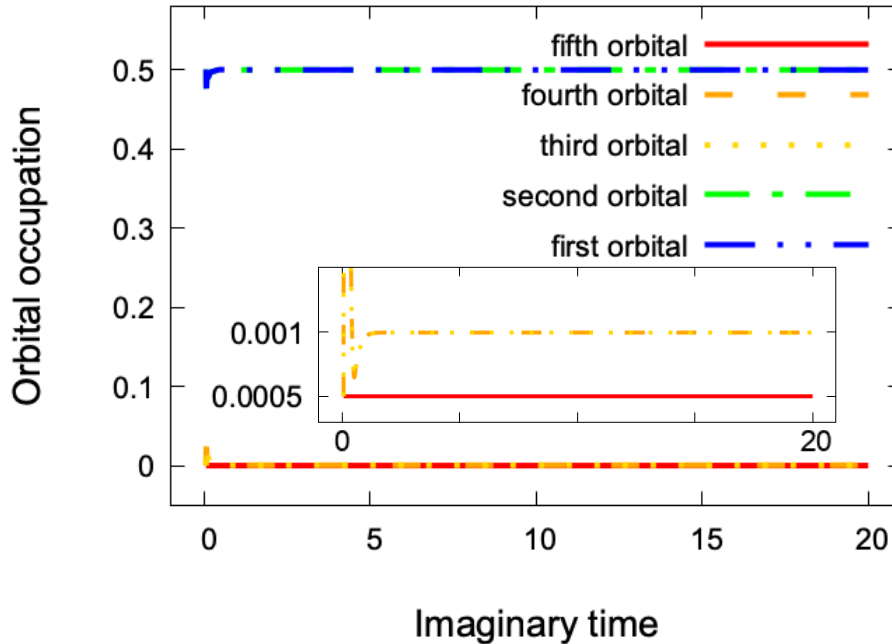 fifth orbital
0.5
fourth orbital
0.4
third orbital
second orbital
0.3
first orbital
0.2
0.001
0.1
0.0005
0 20
0
0 5 10 15 20
Orbital occupation
Imaginary time